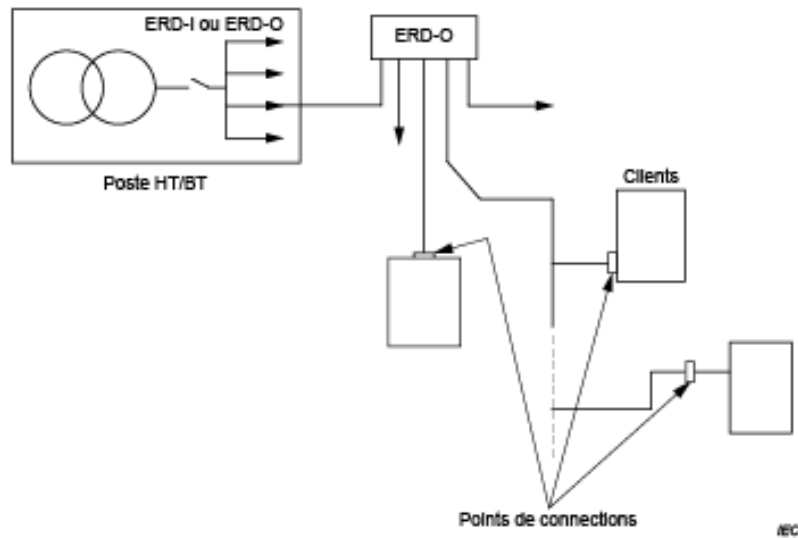 ERD-I ou ERD-O
ERD-O
Poste HT/BT
Clients
Points de connections
IEC